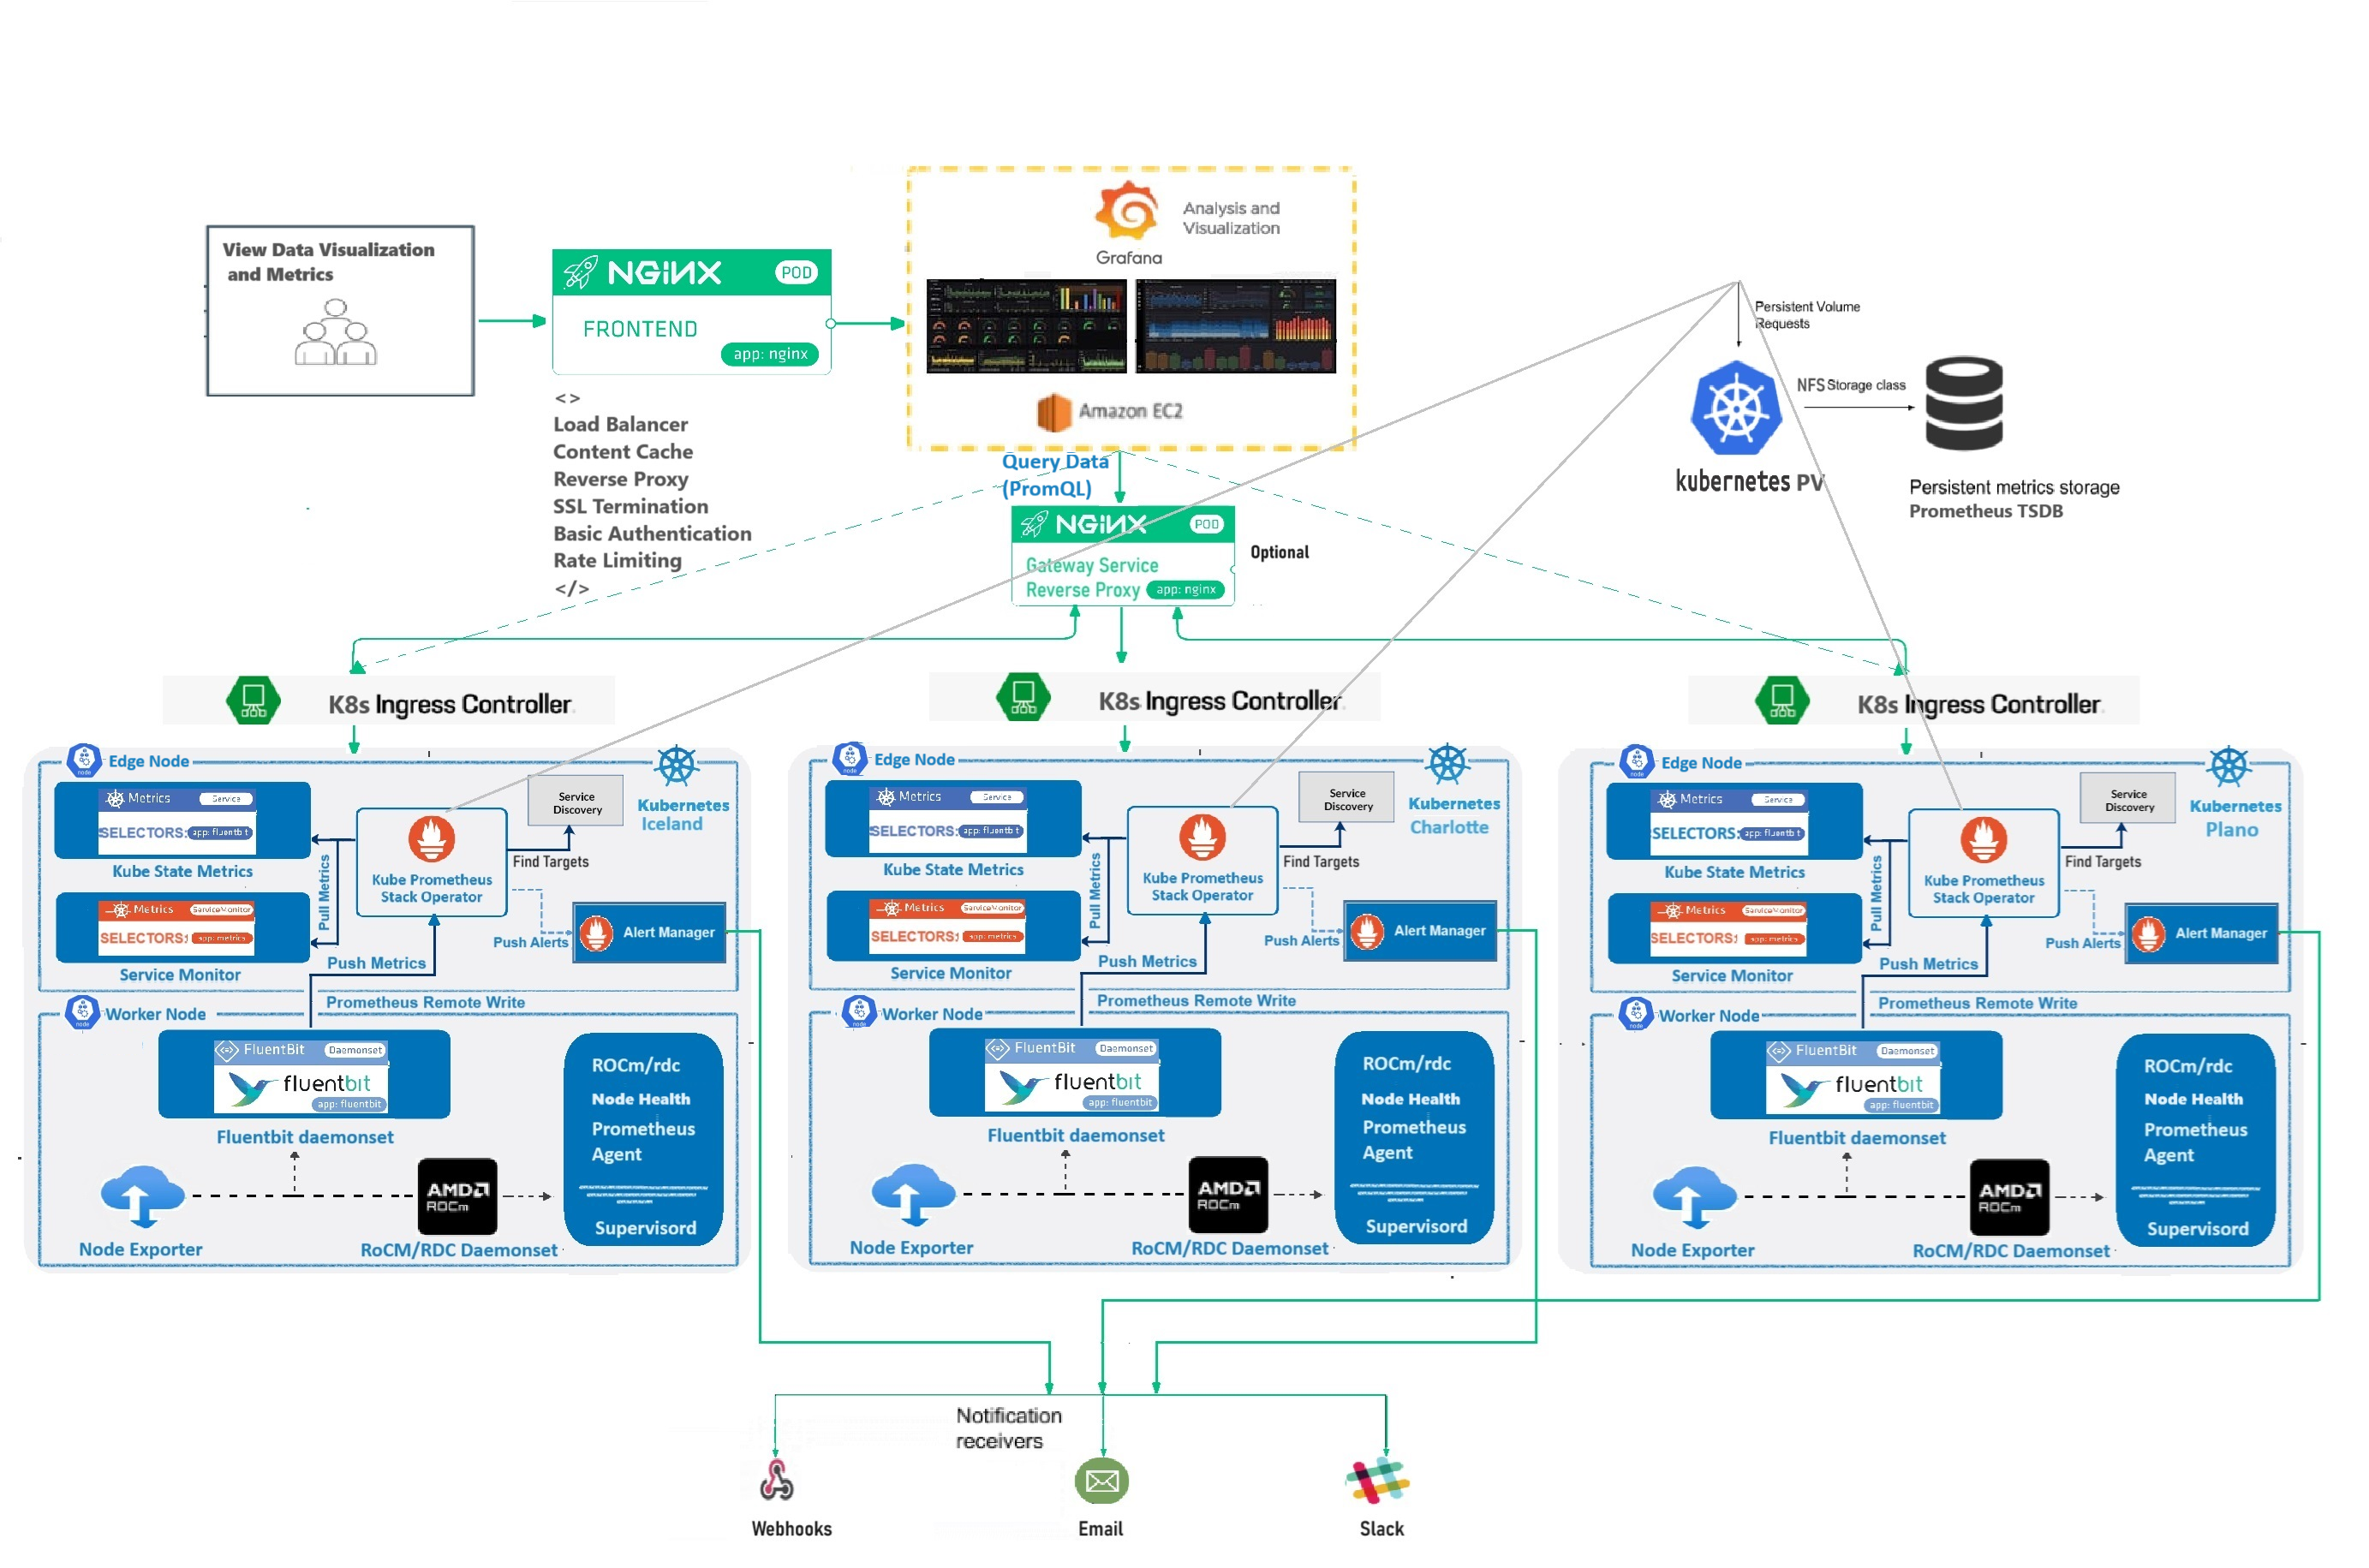 View Data Visualization
and Metrics
NGiNX
POD
FRONTEND
app: nginx
<>
Load Balancer
Content Cache
Reverse Proxy
SSL Termination
Basic Authentication
Rate Limiting
</>
Analysis and
Visualization
Grafana
Amazon EC2
Query Data
(PromQL)
NGiNX
POD
Gateway Service
Reverse Proxy
app: nginx
Optional
Persistent Volume
Requests
NFS Storage class
kubernetes PV
Persistent metrics storage
Prometheus TSDB
K8s Ingress Controller
K8s Ingress Controller
K8s Ingress Controller
Edge Node
node
Metrics
Service
SELECTORS:
app: fluentbit
Kube State Metrics
Metrics
ServiceMonitor
SELECTORS:
app: metrics
Service Monitor
Pull Metrics
Kube Prometheus
Stack Operator
Service
Discovery
Find Targets
Kubernetes
Iceland
Push Alerts
Alert Manager
Push Metrics
Prometheus Remote Write
Worker Node
node
FluentBit
Daemonset
fluentbit
app: fluentbit
Fluentbit daemonset
Node Exporter
AMD
ROCm
RoCM/RDC Daemonset
ROCm/rdc
Node Health
Prometheus
Agent
Supervisord
Edge Node
node
Metrics
Service
SELECTORS:
app: fluentbit
Kube State Metrics
Metrics
ServiceMonitor
SELECTORS:
app: metrics
Service Monitor
Pull Metrics
Kube Prometheus
Stack Operator
Service
Discovery
Find Targets
Kubernetes
Charlotte
Push Alerts
Alert Manager
Push Metrics
Prometheus Remote Write
Worker Node
node
FluentBit
Daemonset
fluentbit
app: fluentbit
Fluentbit daemonset
Node Exporter
AMD
ROCm
RoCM/RDC Daemonset
ROCm/rdc
Node Health
Prometheus
Agent
Supervisord
Edge Node
node
Metrics
Service
SELECTORS:
app: fluentbit
Kube State Metrics
Metrics
ServiceMonitor
SELECTORS:
app: metrics
Service Monitor
Pull Metrics
Kube Prometheus
Stack Operator
Service
Discovery
Find Targets
Kubernetes
Plano
Push Alerts
Alert Manager
Push Metrics
Prometheus Remote Write
Worker Node
node
FluentBit
Daemonset
fluentbit
app: fluentbit
Fluentbit daemonset
Node Exporter
AMD
ROCm
RoCM/RDC Daemonset
ROCm/rdc
Node Health
Prometheus
Agent
Supervisord
Notification
receivers
Webhooks
Email
Slack